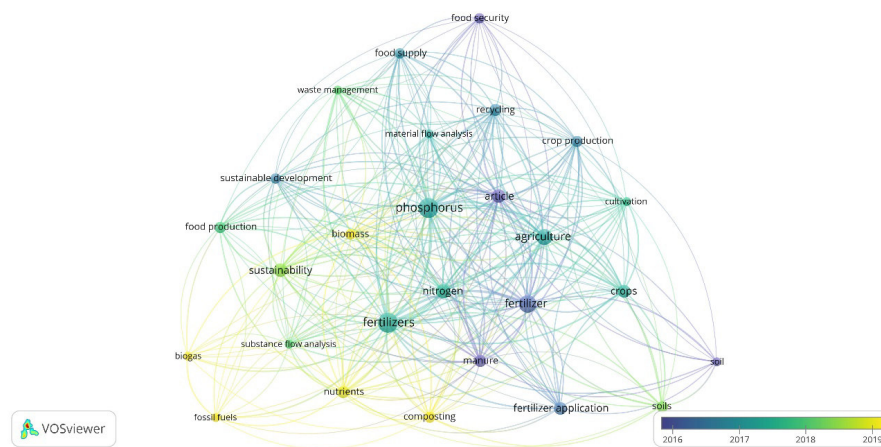 food security
food supply
waste management
recycling
material flow analysis
crop production
sustainable development
article
cultivation
phosphorus
food production
biomass
agriculture
sustainability
nitrogen
crops
fertilizer
fertilizers
substance flow analysis
biogas
manure
soil
nutrients
fertilizer application
soils
fossil fuels
composting
VOSviewer
2016 2017 2018 2019